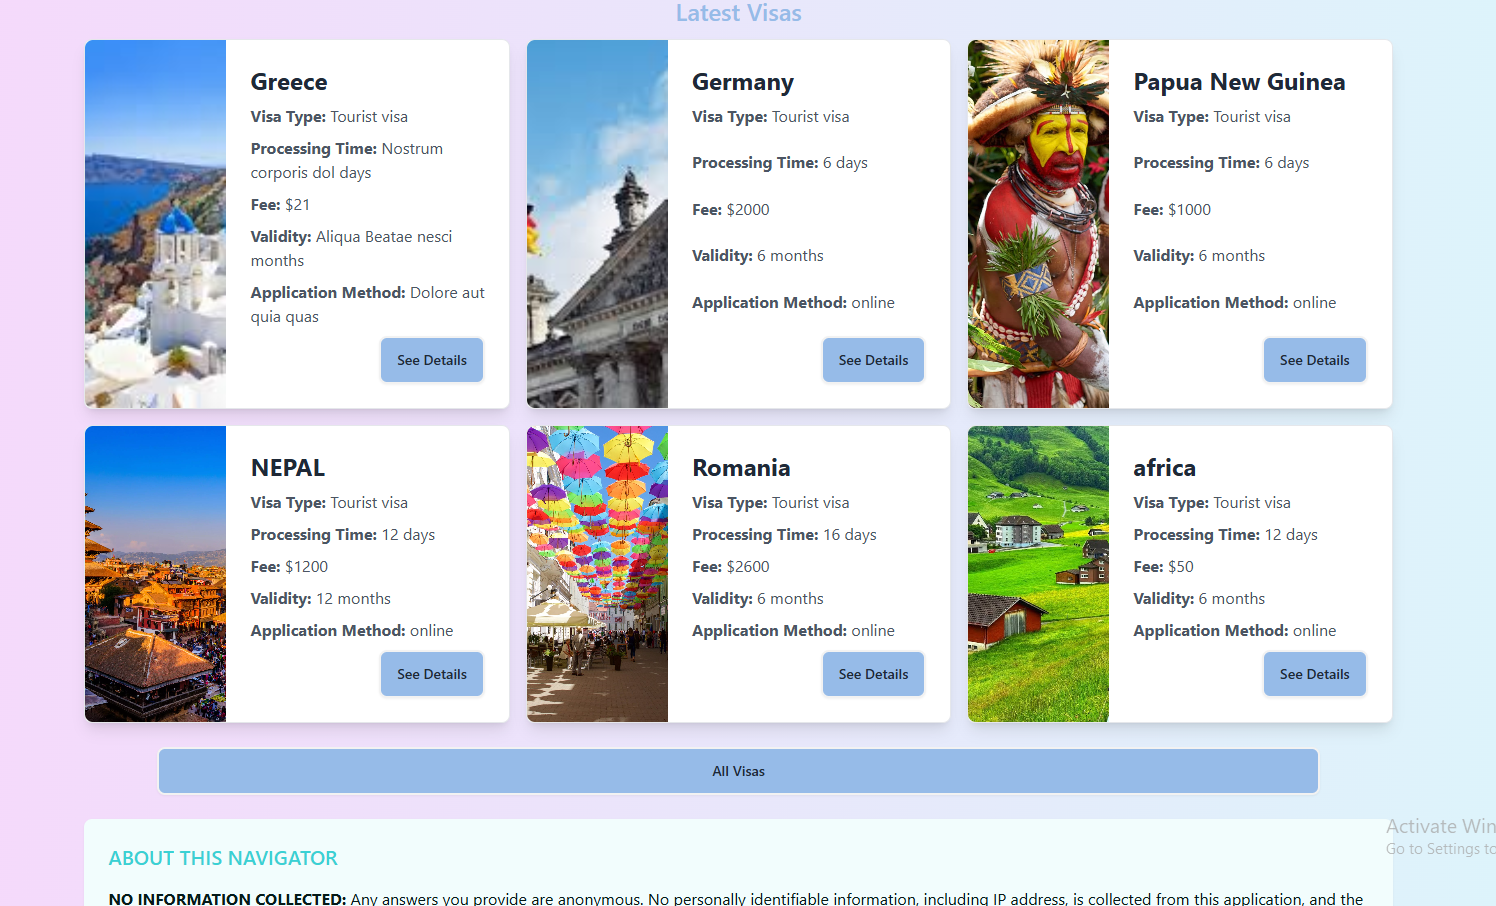 Latest Visas
Greece
Visa Type: Tourist visa
Processing Time: Nostrum
corporis dol days
Fee: $21
Validity: Aliqua Beatae nesci
months
Application Method: Dolore aut
quia quas
See Details
Germany
Visa Type: Tourist visa
Processing Time: 6 days
Fee: $2000
Validity: 6 months
Application Method: online
See Details
Papua New Guinea
Visa Type: Tourist visa
Processing Time: 6 days
Fee: $1000
Validity: 6 months
Application Method: online
See Details
NEPAL
Visa Type: Tourist visa
Processing Time: 12 days
Fee: $1200
Validity: 12 months
Application Method: online
See Details
Romania
Visa Type: Tourist visa
Processing Time: 16 days
Fee: $2600
Validity: 6 months
Application Method: online
See Details
africa
Visa Type: Tourist visa
Processing Time: 12 days
Fee: $50
Validity: 6 months
Application Method: online
See Details
All Visas
Activate Win
Go to Settings to
ABOUT THIS NAVIGATOR
NO INFORMATION COLLECTED: Any answers you provide are anonymous. No personally identifiable information, including IP address, is collected from this application, and the